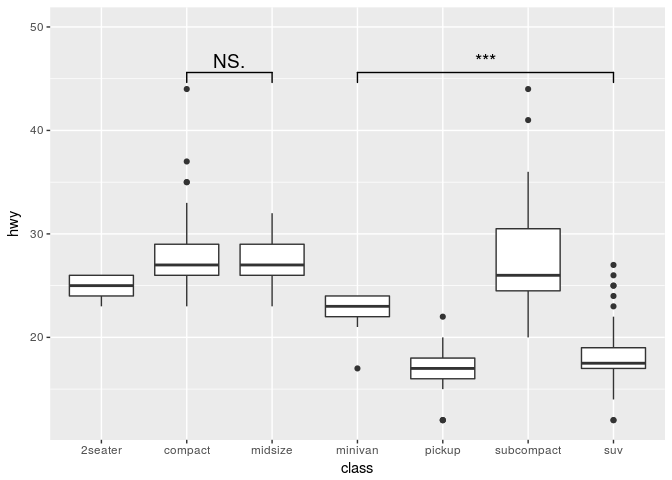 50
NS.
***
40
hwy
30
20
2seater compact midsize minivan pickup subcompact suv
class